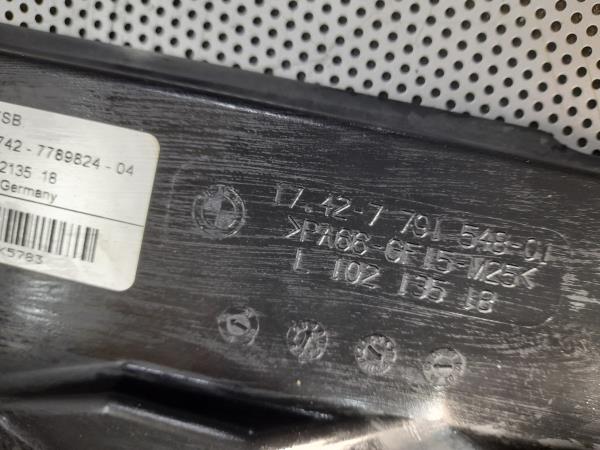 SB
742 - 7789824 - 04
2135 18
Germany
K5783
17.42-7 791 548-01
>PA66-GF15-M25<
L 102 135 18